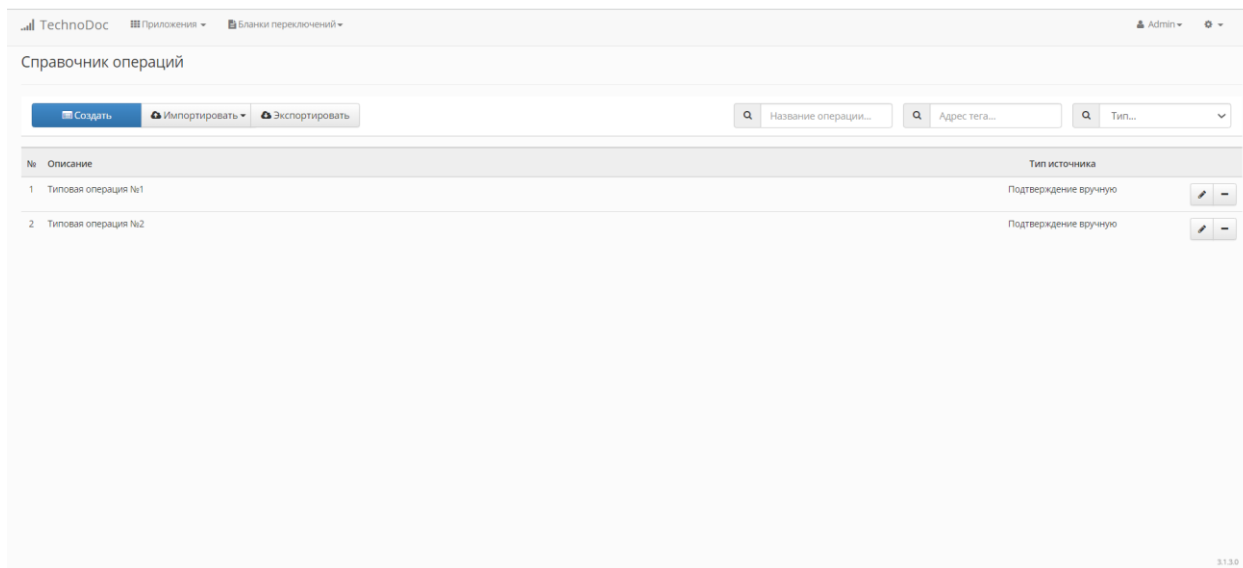 TechnoDoc Приложения Бланки переключений Admin
Справочник операций
Создать Импортировать Экспортировать Название операции... Адрес тега... Тип...
№ Описание Тип источника
1 Типовая операция №1 Подтверждение вручную
2 Типовая операция №2 Подтверждение вручную
3.1.3.0